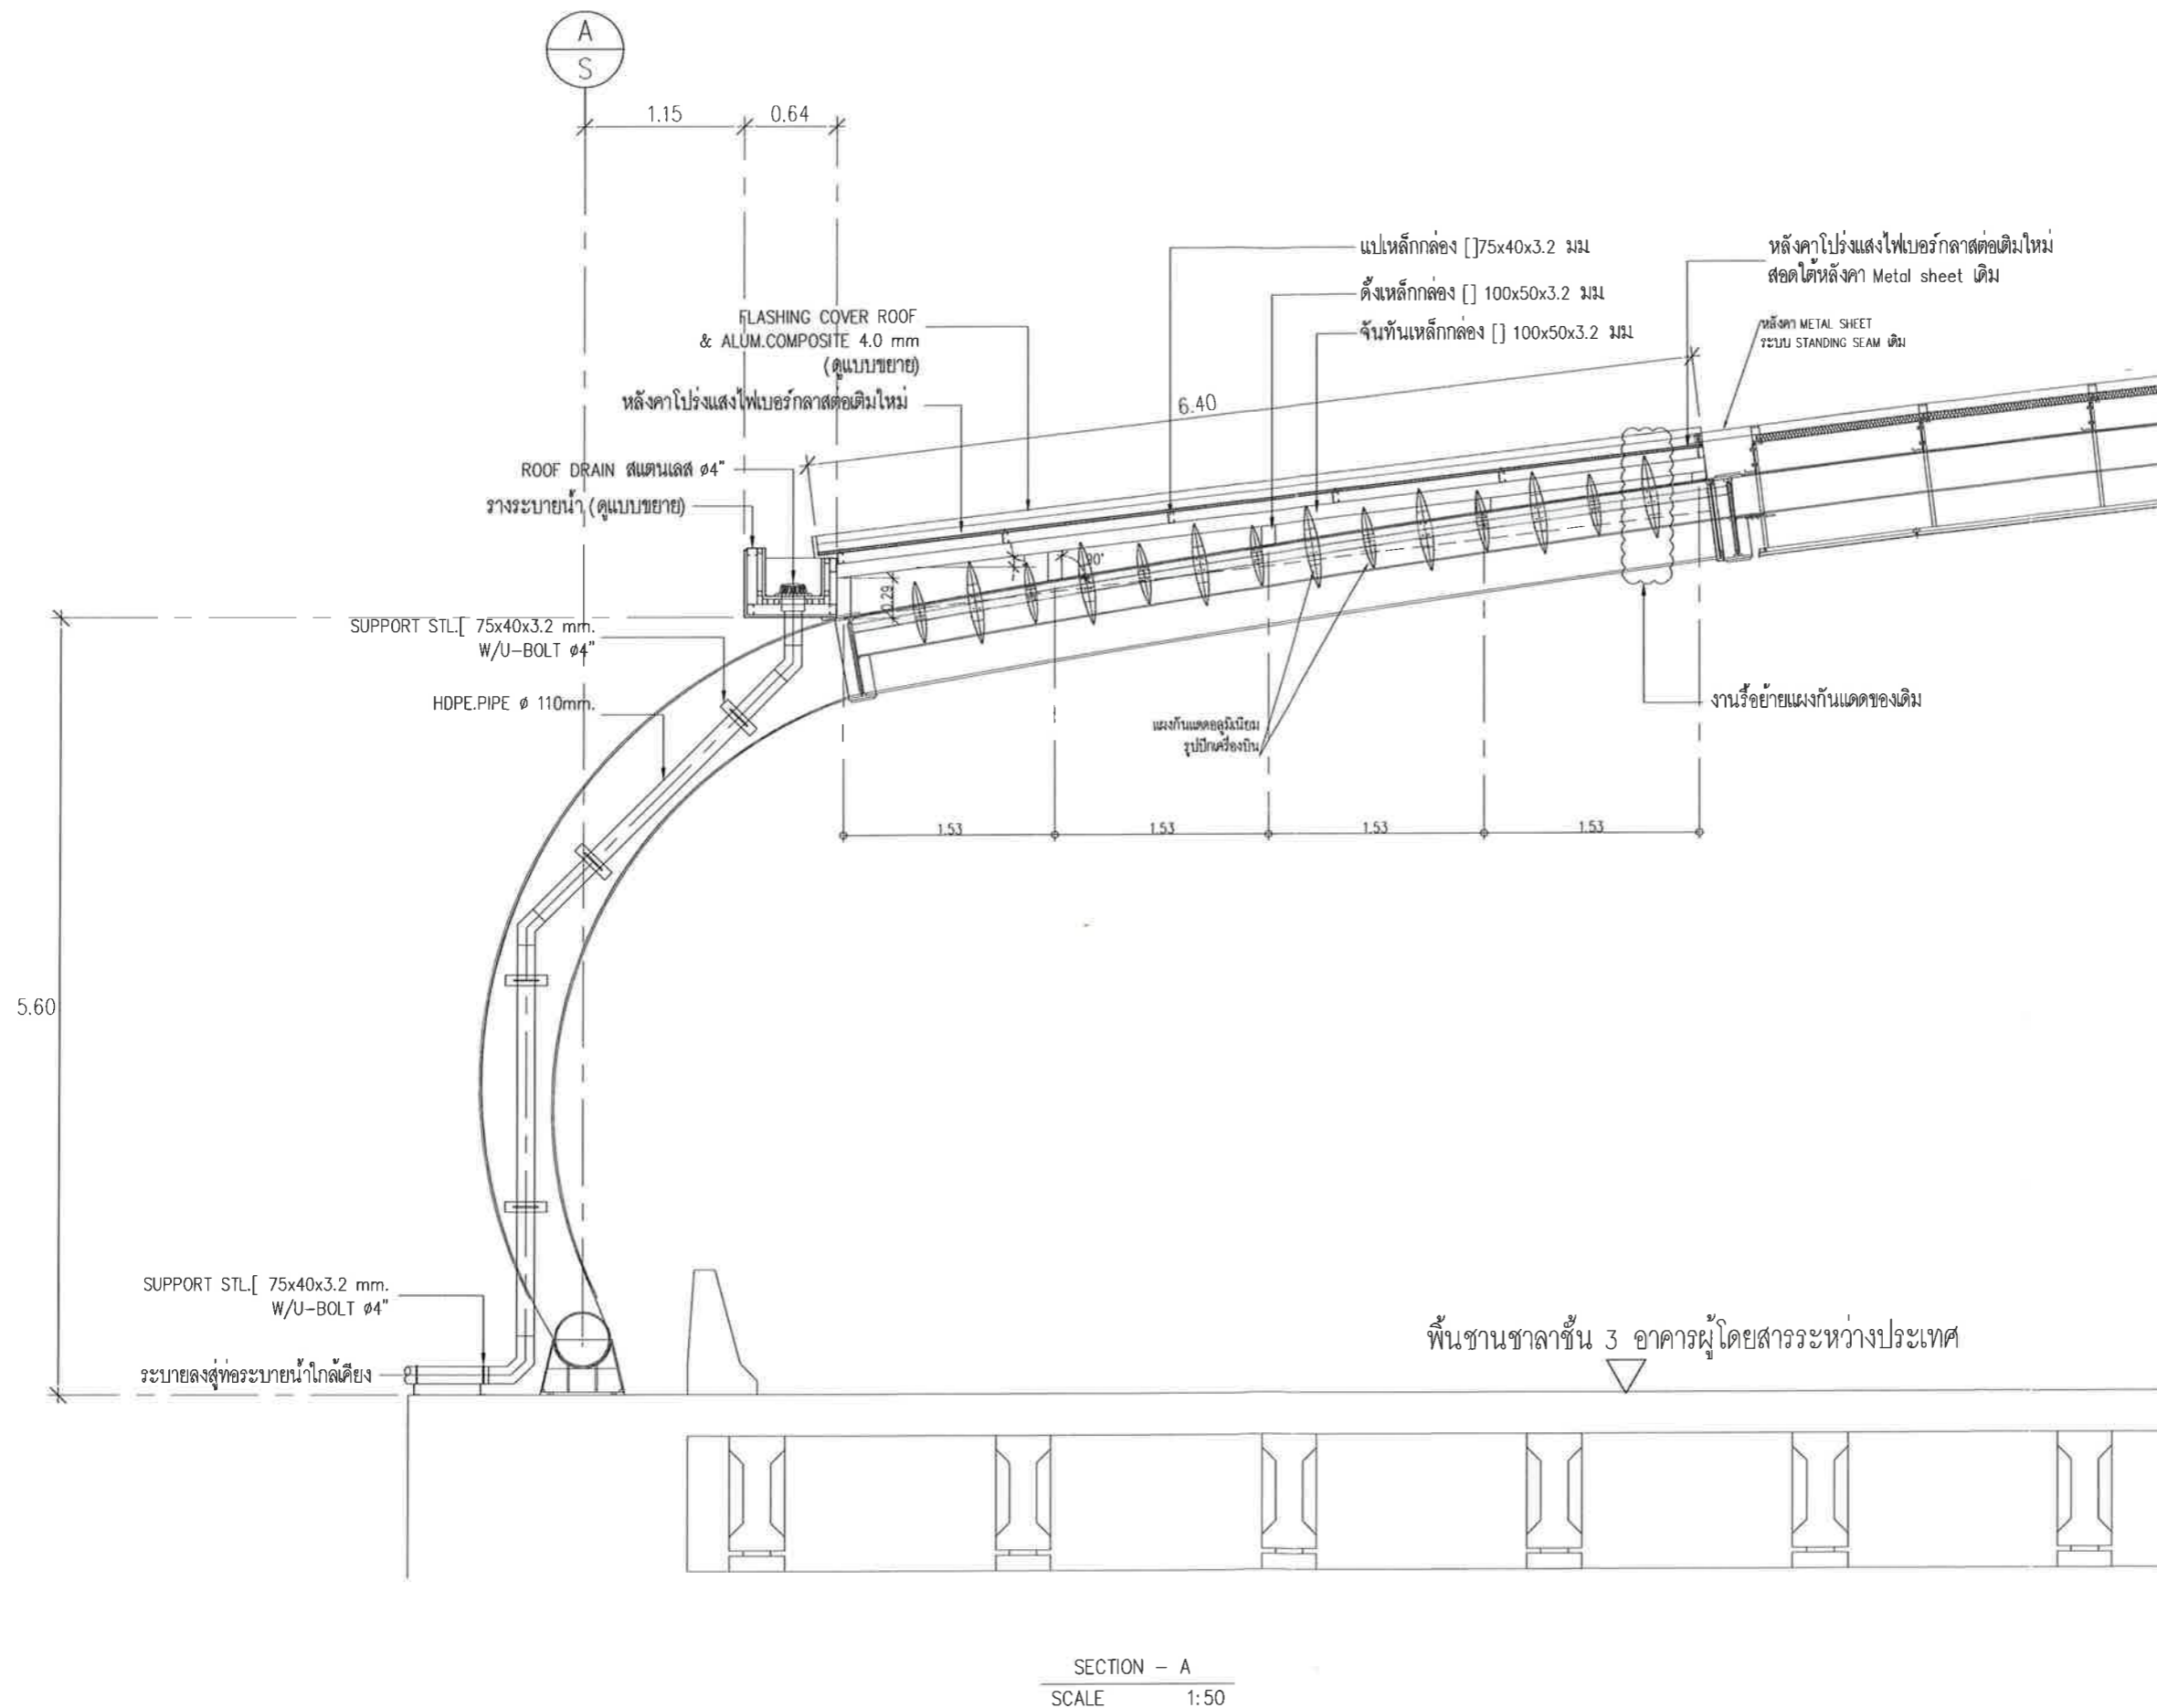 A
S
1.15
0.64
แปเหล็กกล่อง []75x40x3.2 มม
ดั้งเหล็กกล่อง [] 100x50x3.2 มม
จันทันเหล็กกล่อง [] 100x50x3.2 มม
หลังคาโปร่งแสงไฟเบอร์กลาสต่อเติมใหม่
สอดใต้หลังคา Metal sheet เดิม
หลังคา METAL SHEET
ระบบ STANDING SEAM เดิม
FLASHING COVER ROOF
& ALUM.COMPOSITE 4.0 mm
(ดูแบบขยาย)
หลังคาโปร่งแสงไฟเบอร์กลาสต่อเติมใหม่
6.40
ROOF DRAIN สแตนเลส ø4"
รางระบายน้ำ (ดูแบบขยาย)
90°
0.29
SUPPORT STL.[ 75x40x3.2 mm.
W/U-BOLT ø4"
HDPE.PIPE ø 110mm.
แผงกันแดดอลูมิเนียม
รูปปีกเครื่องบิน
งานรื้อย้ายแผงกันแดดของเดิม
1.53
1.53
1.53
1.53
5.60
SUPPORT STL.[ 75x40x3.2 mm.
W/U-BOLT ø4"
ระบายลงสู่ท่อระบายน้ำใกล้เคียง
พื้นชานชาลาชั้น 3 อาคารผู้โดยสารระหว่างประเทศ
SECTION - A
SCALE 1:50